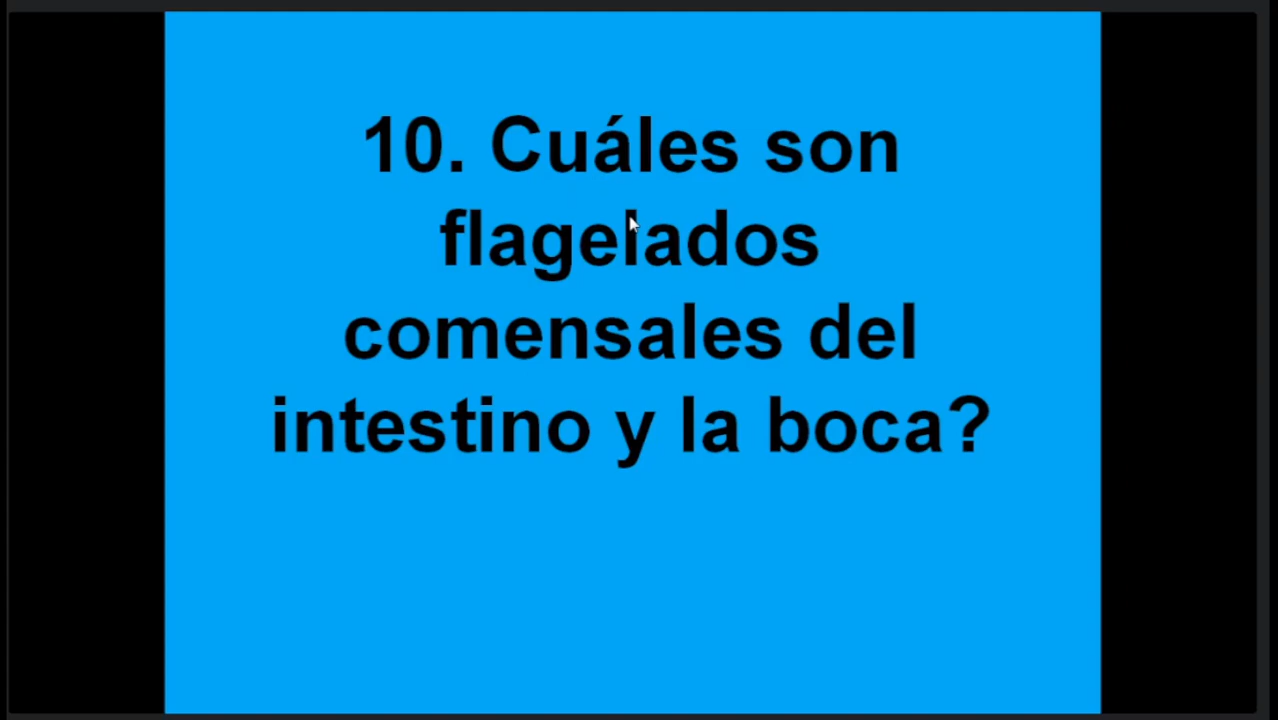 10. Cuáles son
flagelados
comensales del
intestino y la boca?